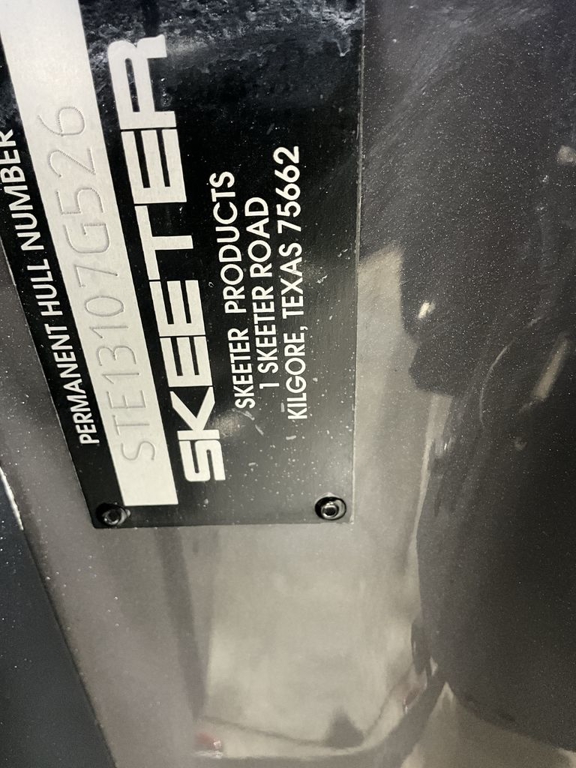 PERMANENT HULL NUMBER
STE13107G526
SKEETER
SKEETER PRODUCTS
1 SKEETER ROAD
KILGORE, TEXAS 75662